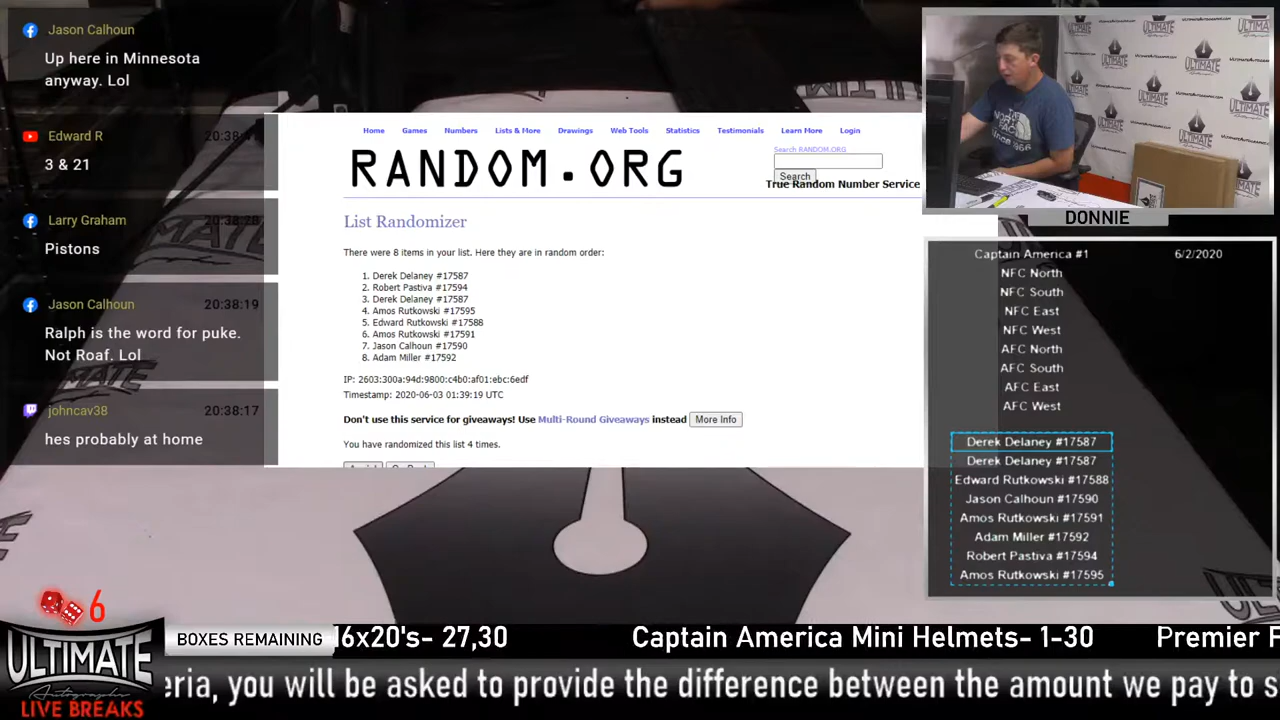 Jason Calhoun
Up here in Minnesota
anyway. Lol
Edward R
3 & 21
Larry Graham
Pistons
Jason Calhoun 20:38:19
Ralph is the word for puke.
Not Roaf. Lol
johncav38 20:38:17
hes probably at home
Home Games Numbers Lists & More Drawings Web Tools Statistics Testimonials Learn More Login
RANDOM.ORG
Search RANDOM.ORG
Search
True Random Number Service
List Randomizer
There were 8 items in your list. Here they are in random order:
1. Derek Delaney #17587
2. Robert Pastiva #17594
3. Derek Delaney #17587
4. Amos Rutkowski #17595
5. Edward Rutkowski #17588
6. Amos Rutkowski #17591
7. Jason Calhoun #17590
8. Adam Miller #17592
IP: 2603:300a:94d:9800:c4b0:af01:ebc:6edf
Timestamp: 2020-06-03 01:39:19 UTC
Don't use this service for giveaways! Use Multi-Round Giveaways instead More Info
You have randomized this list 4 times.
DONNIE
Captain America #1 6/2/2020
NFC North
NFC South
NFC East
NFC West
AFC North
AFC South
AFC East
AFC West
Derek Delaney #17587
Derek Delaney #17587
Edward Rutkowski #17588
Jason Calhoun #17590
Amos Rutkowski #17591
Adam Miller #17592
Robert Pastiva #17594
Amos Rutkowski #17595
6
ULTIMATE
Autographs
LIVE BREAKS
BOXES REMAINING
16x20's- 27,30 Captain America Mini Helmets- 1-30 Premier F
eria, you will be asked to provide the difference between the amount we pay to s